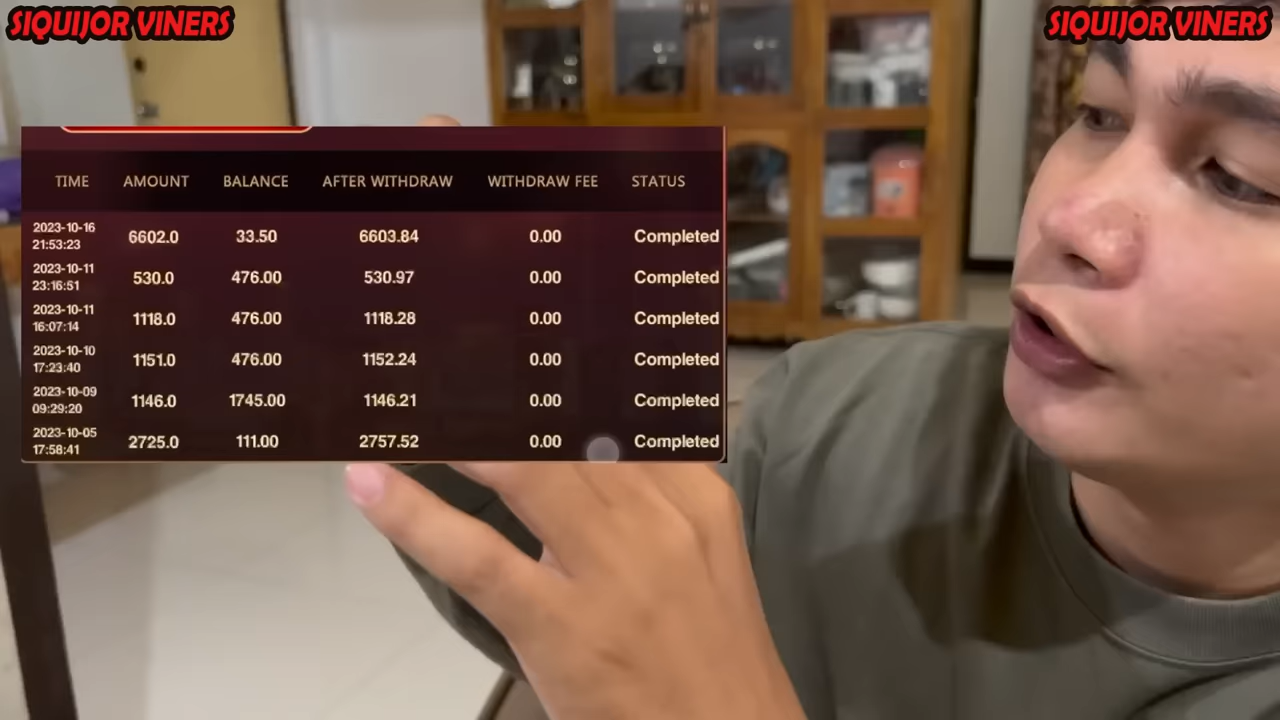 SIQUIJOR VINERS SIQUIJOR VINERS
TIME AMOUNT BALANCE AFTER WITHDRAW WITHDRAW FEE STATUS
2023-10-16
21:53:23 6602.0 33.50 6603.84 0.00 Completed
2023-10-11
23:16:51 530.0 476.00 530.97 0.00 Completed
2023-10-11
16:07:14 1118.0 476.00 1118.28 0.00 Completed
2023-10-10
17:23:40 1151.0 476.00 1152.24 0.00 Completed
2023-10-09
09:29:20 1146.0 1745.00 1146.21 0.00 Completed
2023-10-05
17:58:41 2725.0 111.00 2757.52 0.00 Completed